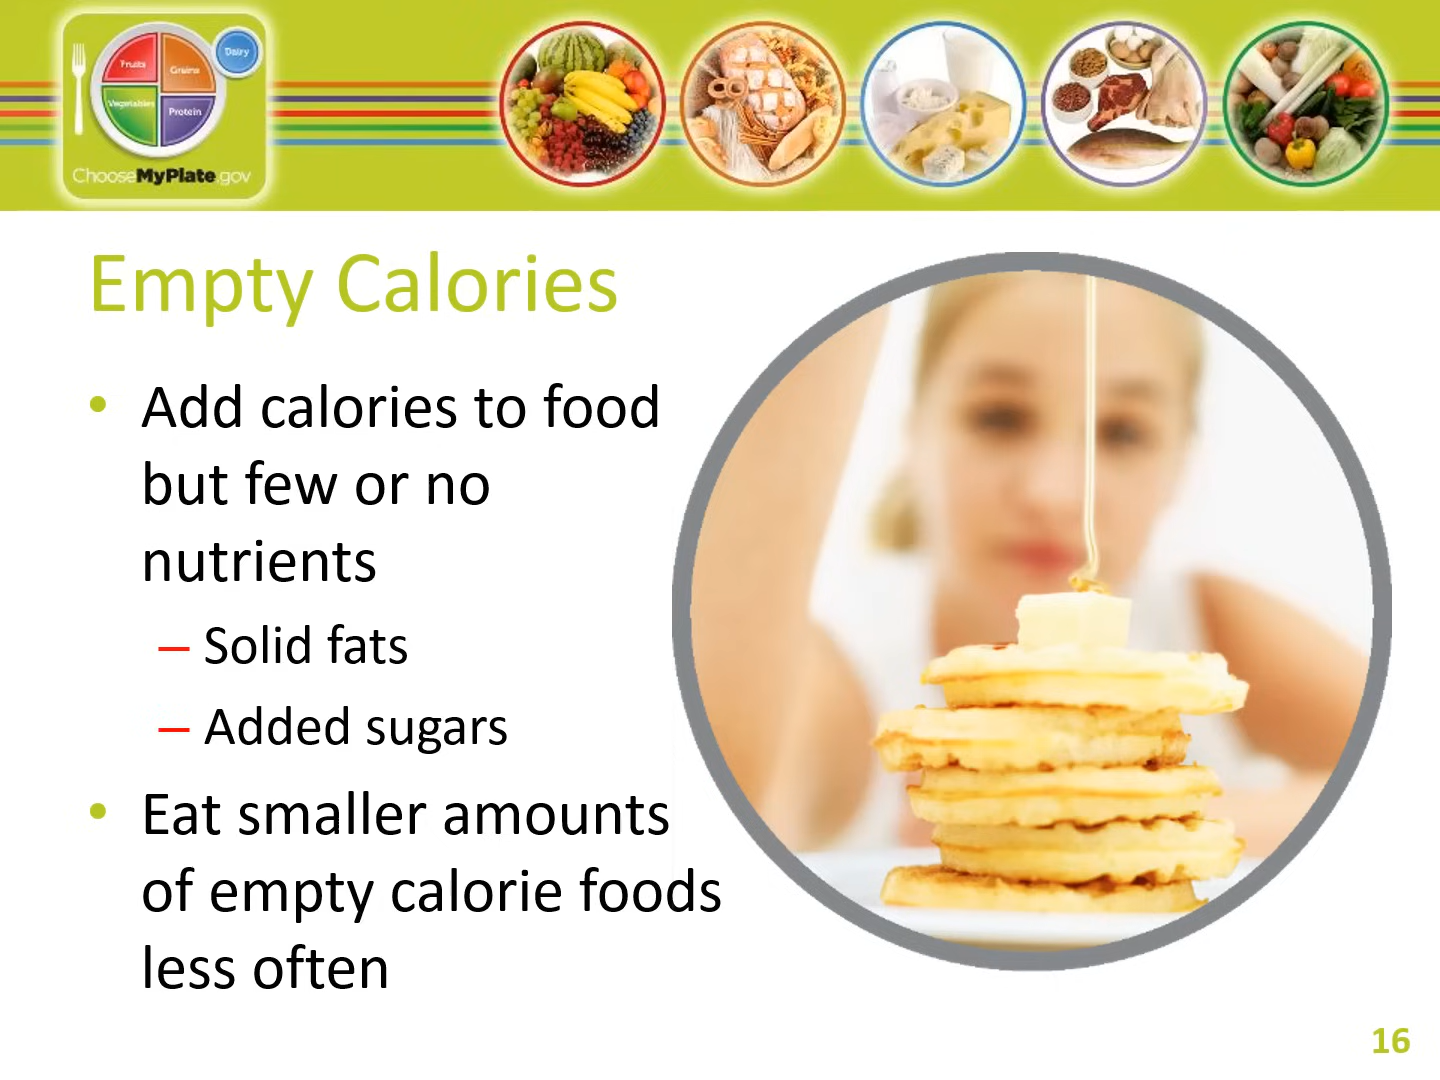 Fruits
Grains
Dairy
Vegetables
Protein
ChooseMyPlate.gov
Empty Calories
• Add calories to food
but few or no
nutrients
– Solid fats
– Added sugars
• Eat smaller amounts
of empty calorie foods
less often
16